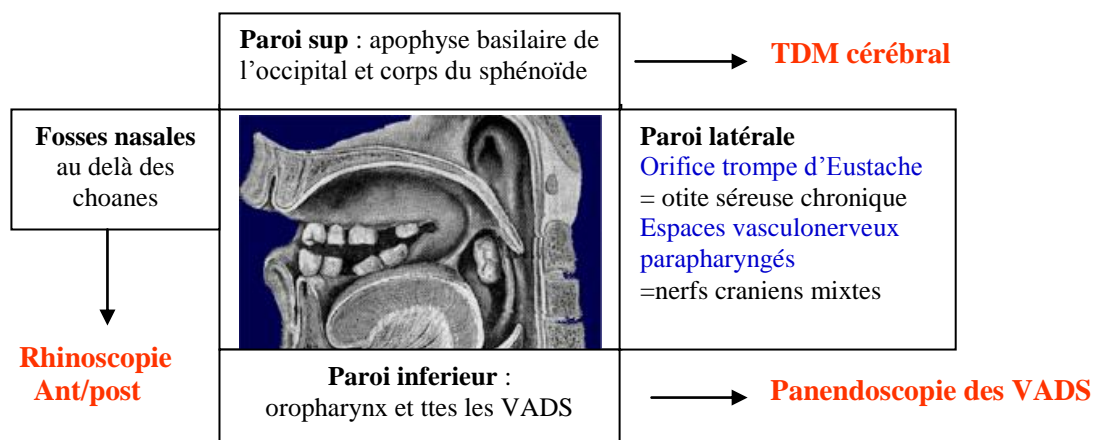 Paroi sup : apophyse basilaire de
l’occipital et corps du sphénoïde
TDM cérébral
Fosses nasales
au delà des
choanes
Paroi latérale
Orifice trompe d’Eustache
= otite séreuse chronique
Espaces vasculonerveux
parapharyngés
=nerfs craniens mixtes
Rhinoscopie
Ant/post
Paroi inferieur :
oropharynx et ttes les VADS
Panendoscopie des VADS